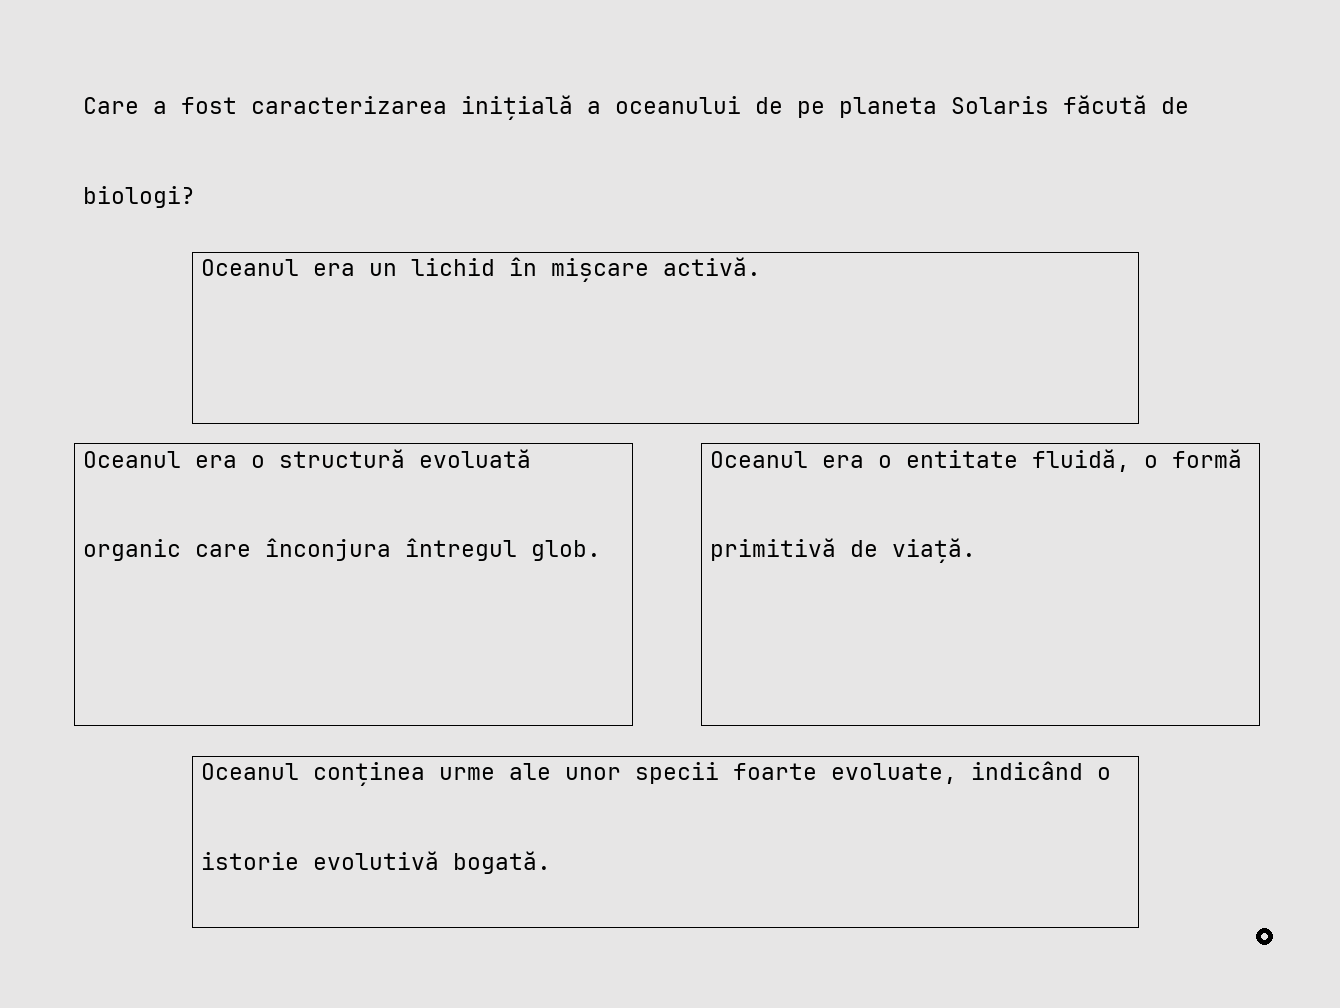 Care a fost caracterizarea inițială a oceanului de pe planeta Solaris făcută de
biologi?
Oceanul era un lichid în mișcare activă.
Oceanul era o structură evoluată
organic care înconjura întregul glob.
Oceanul era o entitate fluidă, o formă
primitivă de viață.
Oceanul conținea urme ale unor specii foarte evoluate, indicând o
istorie evolutivă bogată.